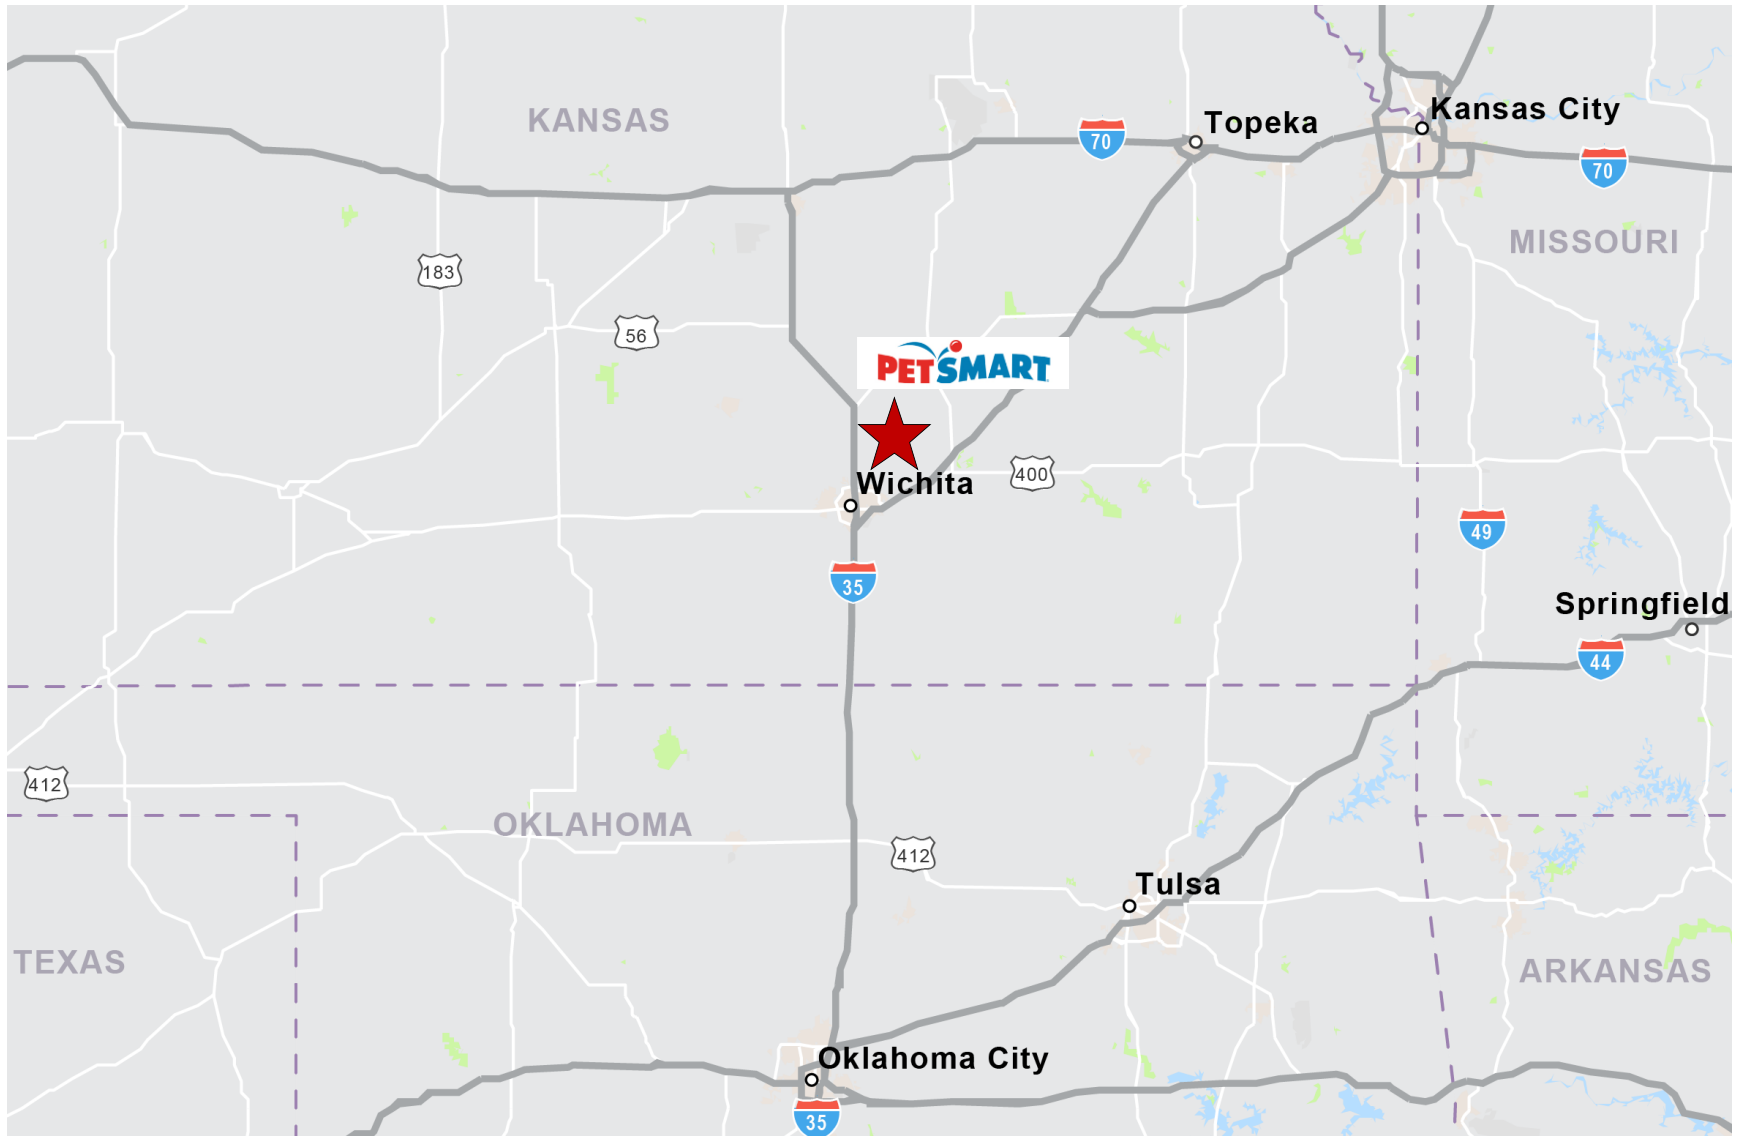 Kansas City
Topeka
KANSAS
70
70
MISSOURI
183
56
PETSMART
400
Wichita
49
35
Springfield
44
412
OKLAHOMA
412
Tulsa
TEXAS
ARKANSAS
Oklahoma City
35